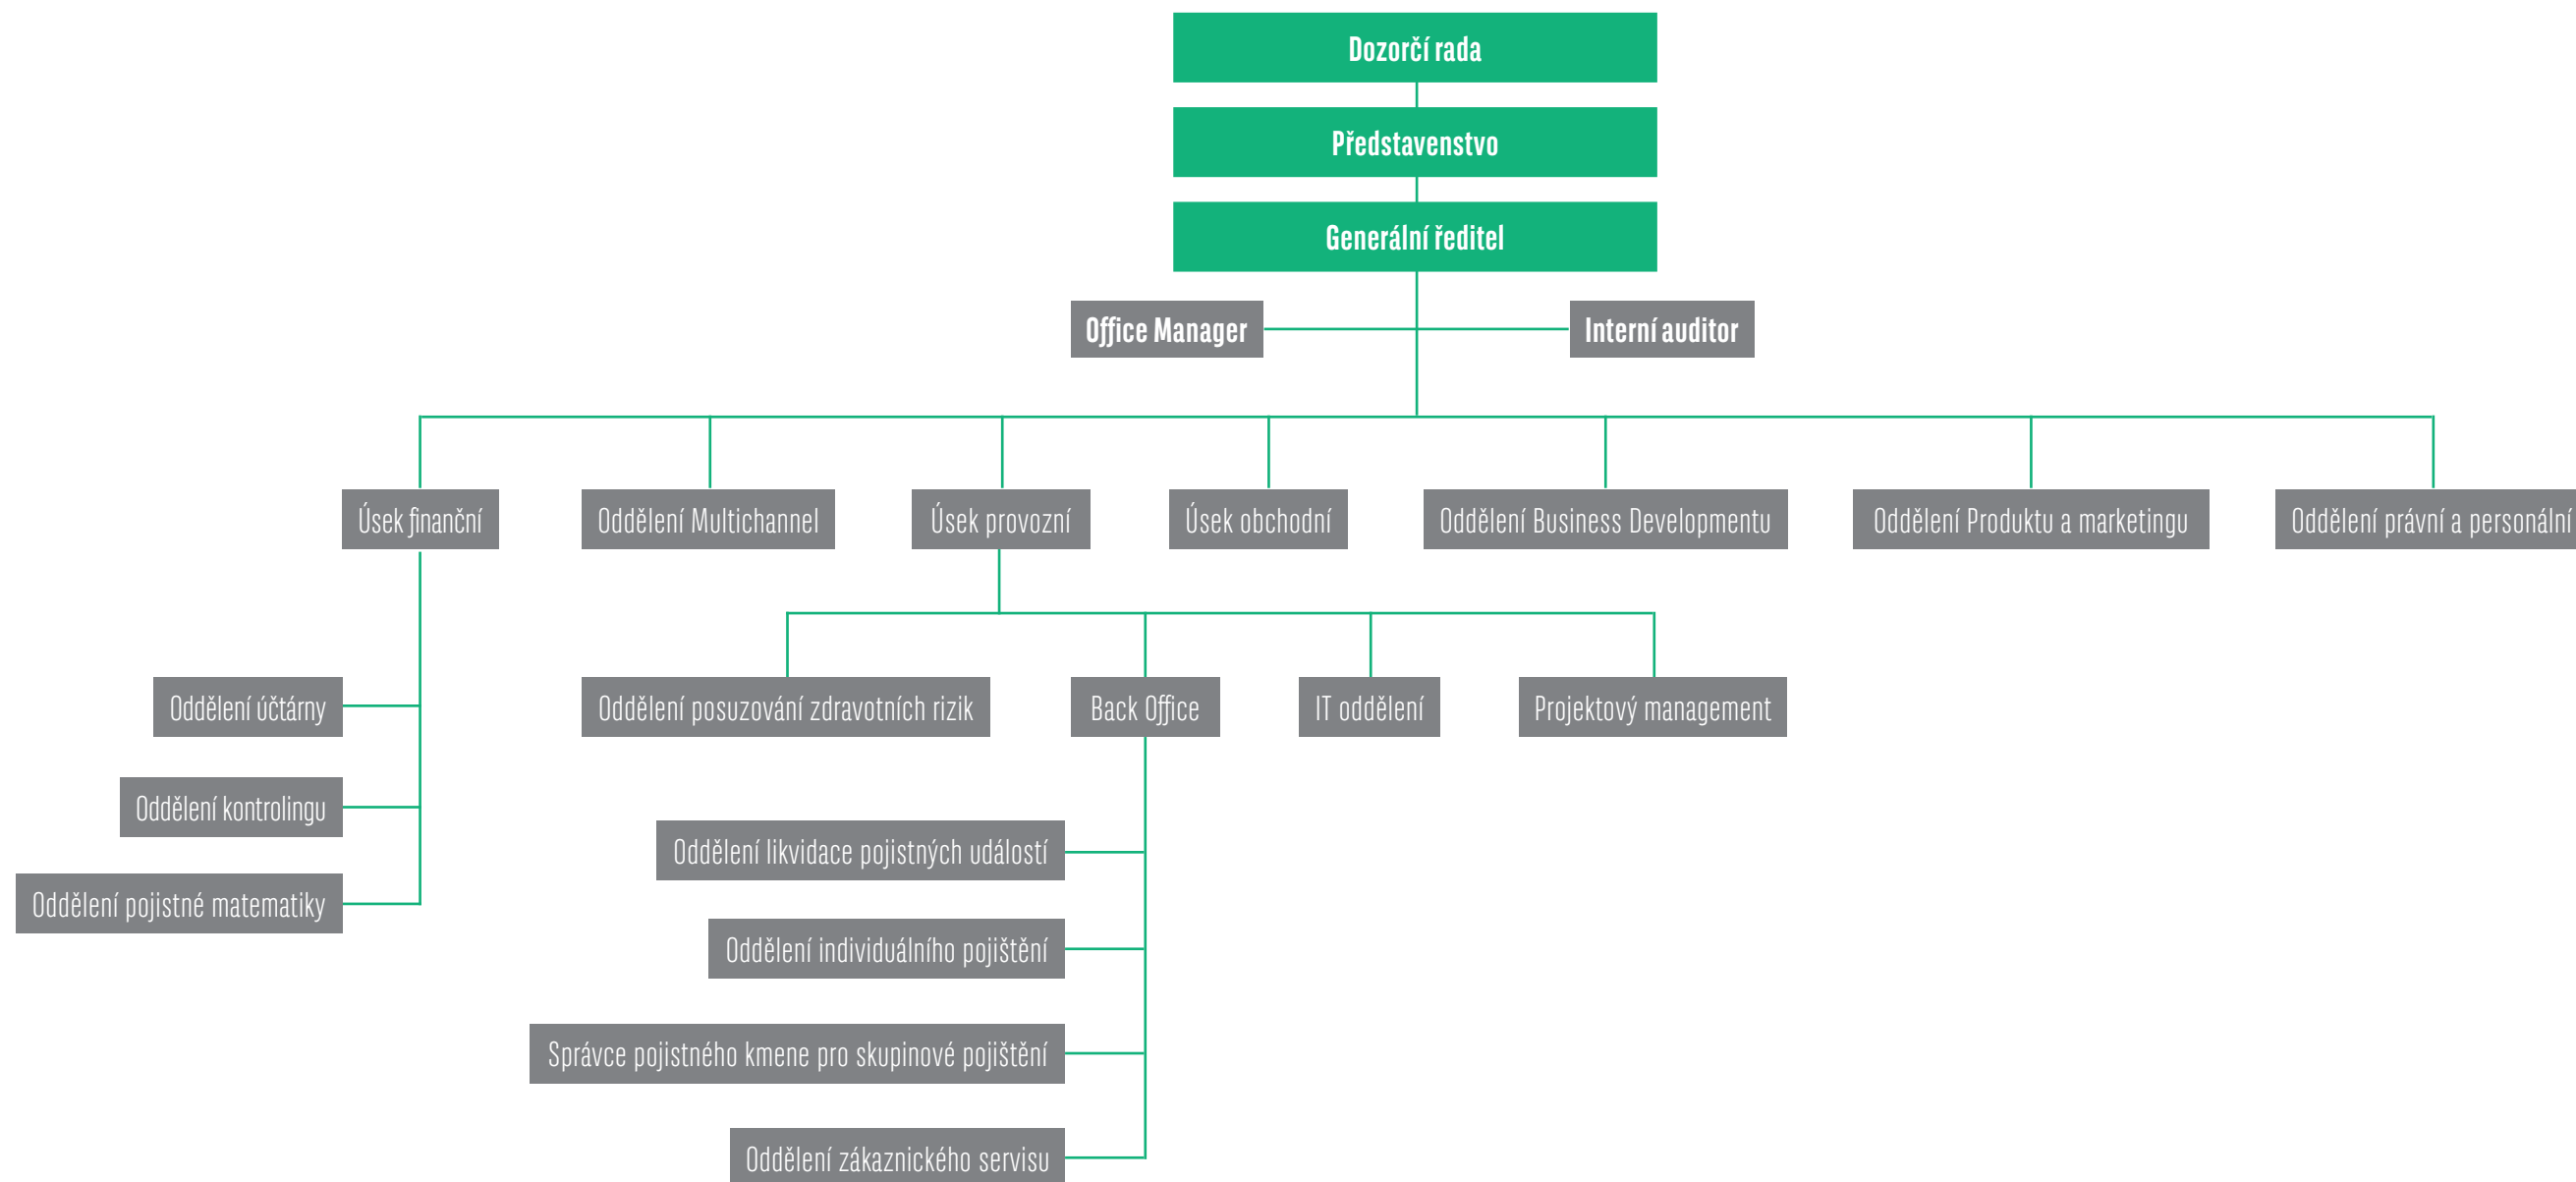 Dozorčí rada
Představenstvo
Generální ředitel
Office Manager
Interní auditor
Úsek finanční
Oddělení Multichannel
Úsek provozní
Úsek obchodní
Oddělení Business Developmentu
Oddělení Produktu a marketingu
Oddělení právní a personální
Oddělení účtárny
Oddělení posuzování zdravotních rizik
Back Office
IT oddělení
Projektový management
Oddělení kontrolingu
Oddělení likvidace pojistných událostí
Oddělení pojistné matematiky
Oddělení individuálního pojištění
Správce pojistného kmene pro skupinové pojištění
Oddělení zákaznického servisu